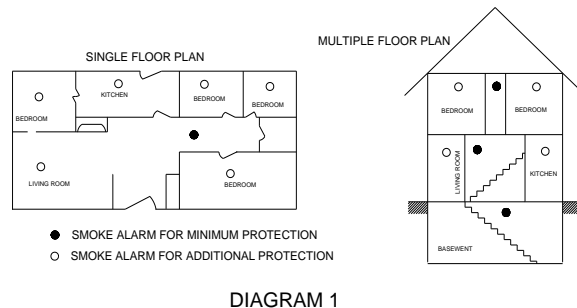 SINGLE FLOOR PLAN
KITCHEN
BEDROOM
BEDROOM
BEDROOM
LIVING ROOM
BEDROOM
MULTIPLE FLOOR PLAN
BEDROOM
BEDROOM
LIVING ROOM
KITCHEN
BASEWENT
SMOKE ALARM FOR MINIMUM PROTECTION
SMOKE ALARM FOR ADDITIONAL PROTECTION
DIAGRAM 1